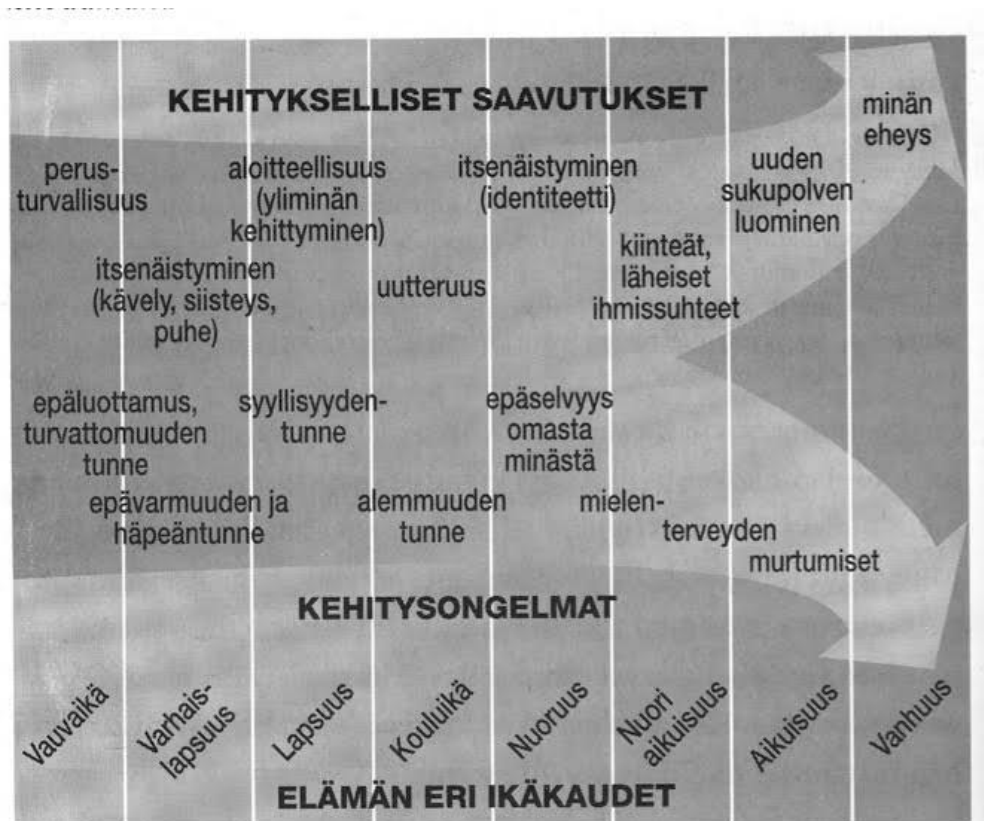 KEHITYKSELLISET SAAVUTUKSET
minän
eheys
perus-
turvallisuus
aloitteellisuus
(yliminän
kehittyminen)
itsenäistyminen
(identiteetti)
uuden
sukupolven
luominen
itsenäistyminen
(kävely, siisteys,
puhe)
uutteruus
kiinteät,
läheiset
ihmissuhteet
epäluottamus,
turvattomuuden
tunne
syyllisyyden-
tunne
epäselvyys
omasta
minästä
epävarmuuden ja
häpeäntunne
alemmuuden
tunne
mielen-
terveyden
murtumiset
KEHITYSONGELMAT
Vauvaikä
Varhais-
lapsuus
Lapsuus
Kouluikä
Nuoruus
Nuori
aikuisuus
Aikuisuus
Vanhuus
ELÄMÄN ERI IKÄKAUDET